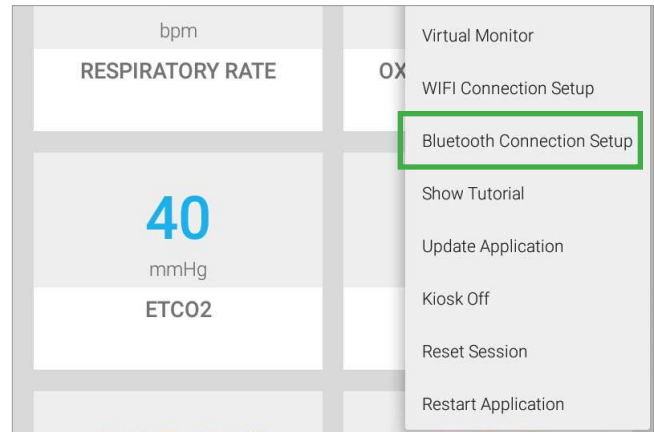 bpm
RESPIRATORY RATE
OX
40
mmHg
ETCO2
Virtual Monitor
WIFI Connection Setup
Bluetooth Connection Setup
Show Tutorial
Update Application
Kiosk Off
Reset Session
Restart Application